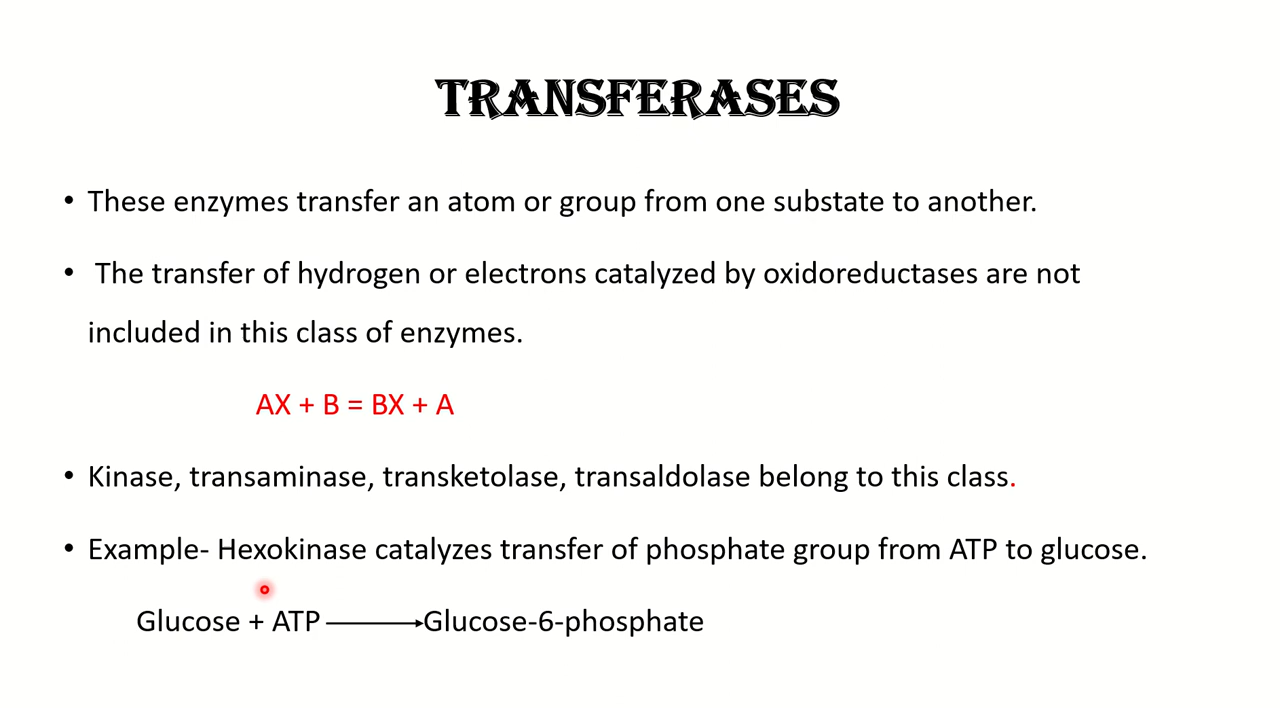 TRANSFERASES
• These enzymes transfer an atom or group from one substate to another.
• The transfer of hydrogen or electrons catalyzed by oxidoreductases are not
included in this class of enzymes.
AX + B = BX + A
• Kinase, transaminase, transketolase, transaldolase belong to this class.
• Example- Hexokinase catalyzes transfer of phosphate group from ATP to glucose.
Glucose + ATP ⟶ Glucose-6-phosphate